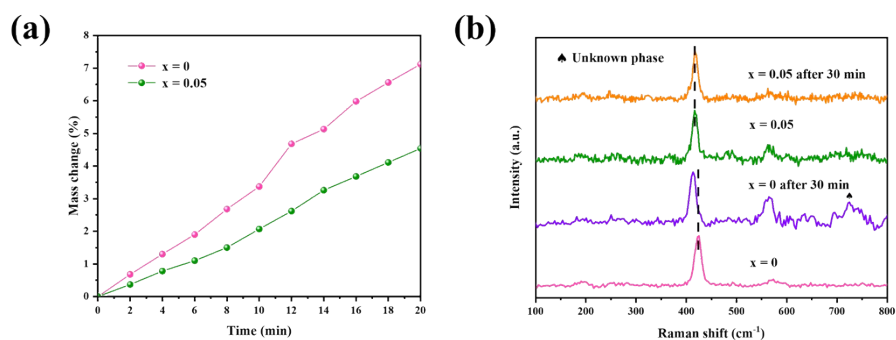 (a)
8
7
6
5
4
3
2
1
0
Mass change (%)
x = 0
x = 0.05
0 2 4 6 8 10 12 14 16 18 20
Time (min)
(b)
♠ Unknown phase
x = 0.05 after 30 min
x = 0.05
x = 0 after 30 min
♠
x = 0
Intensity (a.u.)
100 200 300 400 500 600 700 800
Raman shift (cm⁻¹)